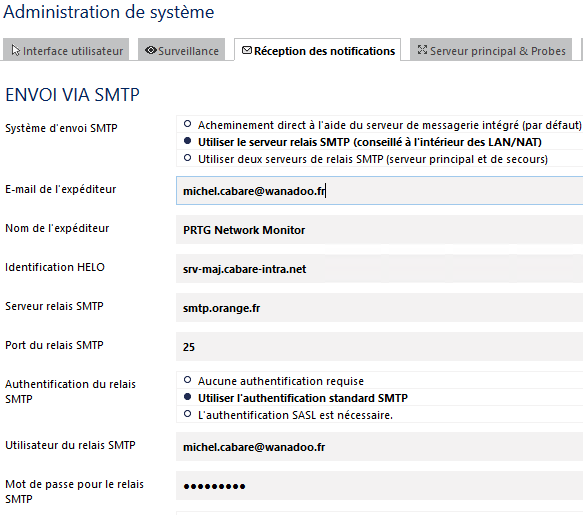 Administration de système
Interface utilisateur
Surveillance
Réception des notifications
Serveur principal & Probes
ENVOI VIA SMTP
Système d'envoi SMTP
Acheminement direct à l'aide du serveur de messagerie intégré (par défaut)
Utiliser le serveur relais SMTP (conseillé à l'intérieur des LAN/NAT)
Utiliser deux serveurs de relais SMTP (serveur principal et de secours)
E-mail de l'expéditeur
michel.cabare@wanadoo.fr
Nom de l'expéditeur
PRTG Network Monitor
Identification HELO
srv-maj.cabare-intra.net
Serveur relais SMTP
smtp.orange.fr
Port du relais SMTP
25
Authentification du relais
SMTP
Aucune authentification requise
Utiliser l'authentification standard SMTP
L'authentification SASL est nécessaire.
Utilisateur du relais SMTP
michel.cabare@wanadoo.fr
Mot de passe pour le relais
SMTP
●●●●●●●●●